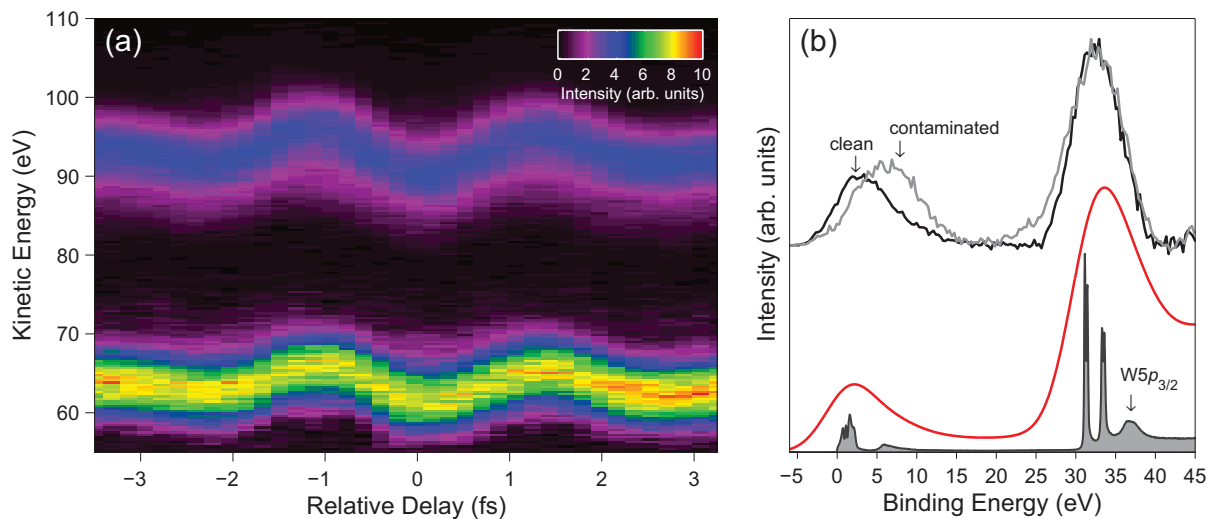 (a)
110
100
90
80
70
60
Kinetic Energy (eV)
−3 −2 −1 0 1 2 3
Relative Delay (fs)
0 2 4 6 8 10
Intensity (arb. units)
(b)
clean
contaminated
W5p3/2
Intensity (arb. units)
−5 0 5 10 15 20 25 30 35 40 45
Binding Energy (eV)